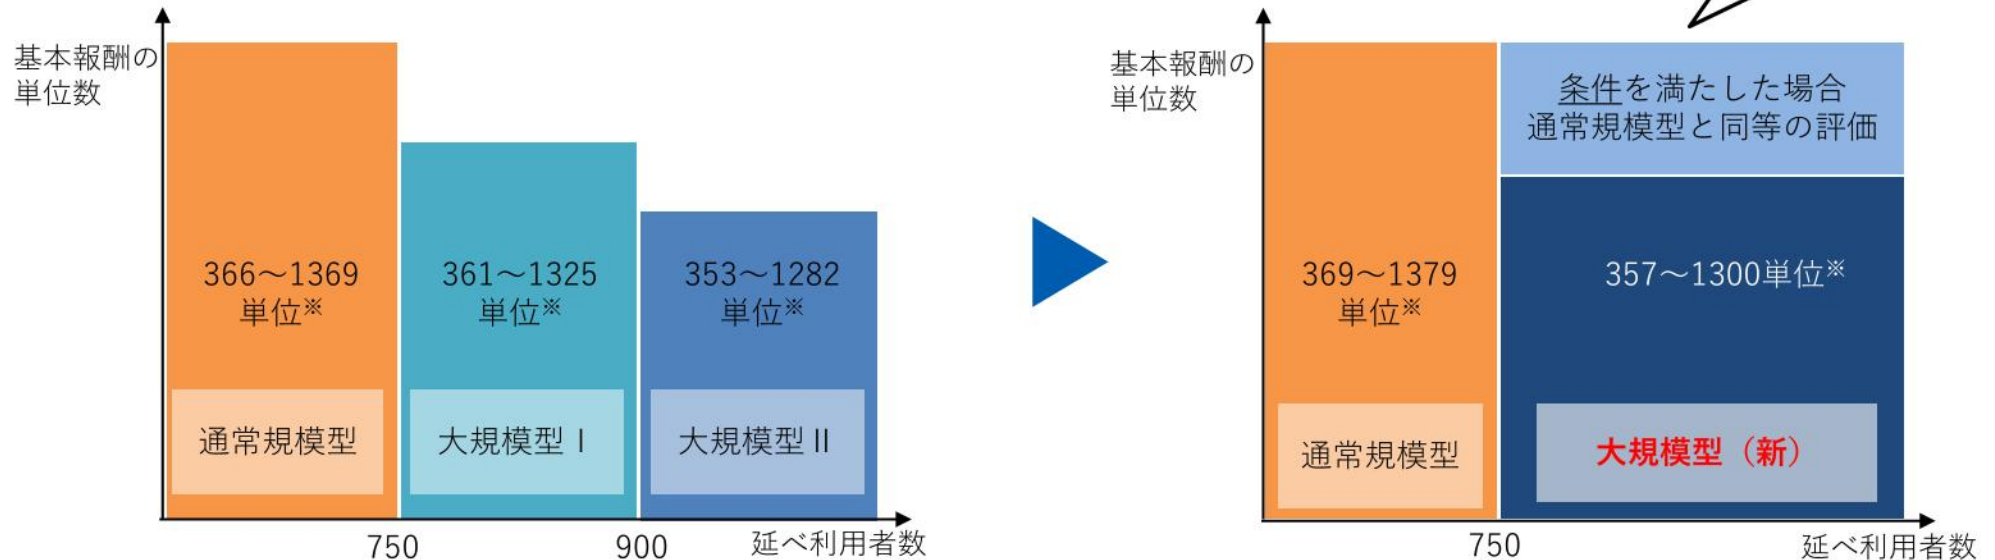 基本報酬の
単位数
366～1369
単位※
通常規模型
361～1325
単位※
大規模型Ⅰ
353～1282
単位※
大規模型Ⅱ
750
900
延べ利用者数
基本報酬の
単位数
369～1379
単位※
通常規模型
条件を満たした場合
通常規模型と同等の評価
357～1300単位※
大規模型（新）
750
延べ利用者数